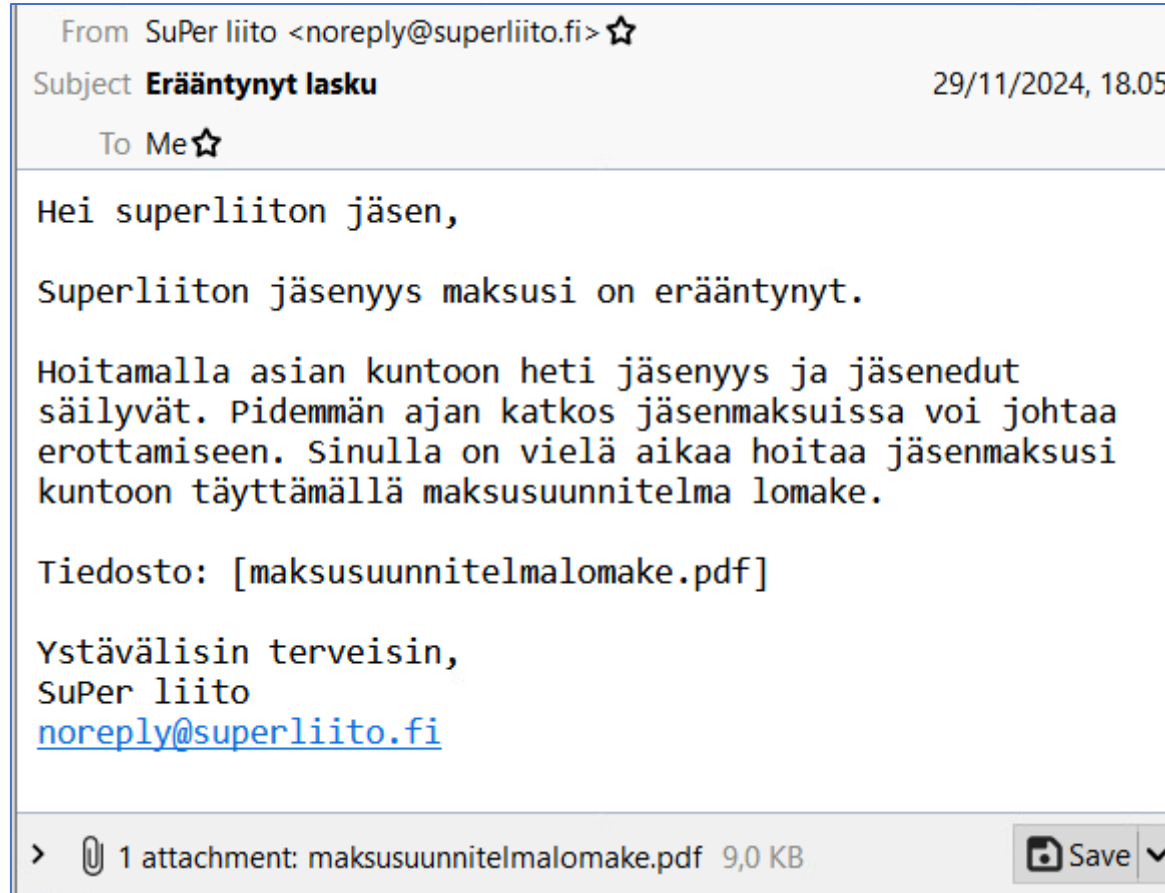 From SuPer liito <noreply@superliito.fi>
Subject Erääntynyt lasku 29/11/2024, 18.05
To Me
Hei superliiton jäsen,
Superliiton jäsenyys maksusi on erääntynyt.
Hoitamalla asian kuntoon heti jäsenyys ja jäsenedut
säilyvät. Pidemmän ajan katkos jäsenmaksuissa voi johtaa
erottamiseen. Sinulla on vielä aikaa hoitaa jäsenmaksusi
kuntoon täyttämällä maksusuunnitelma lomake.
Tiedosto: [maksusuunnitelmalomake.pdf]
Ystävälisin terveisin,
SuPer liito
noreply@superliito.fi
1 attachment: maksusuunnitelmalomake.pdf 9,0 KB Save